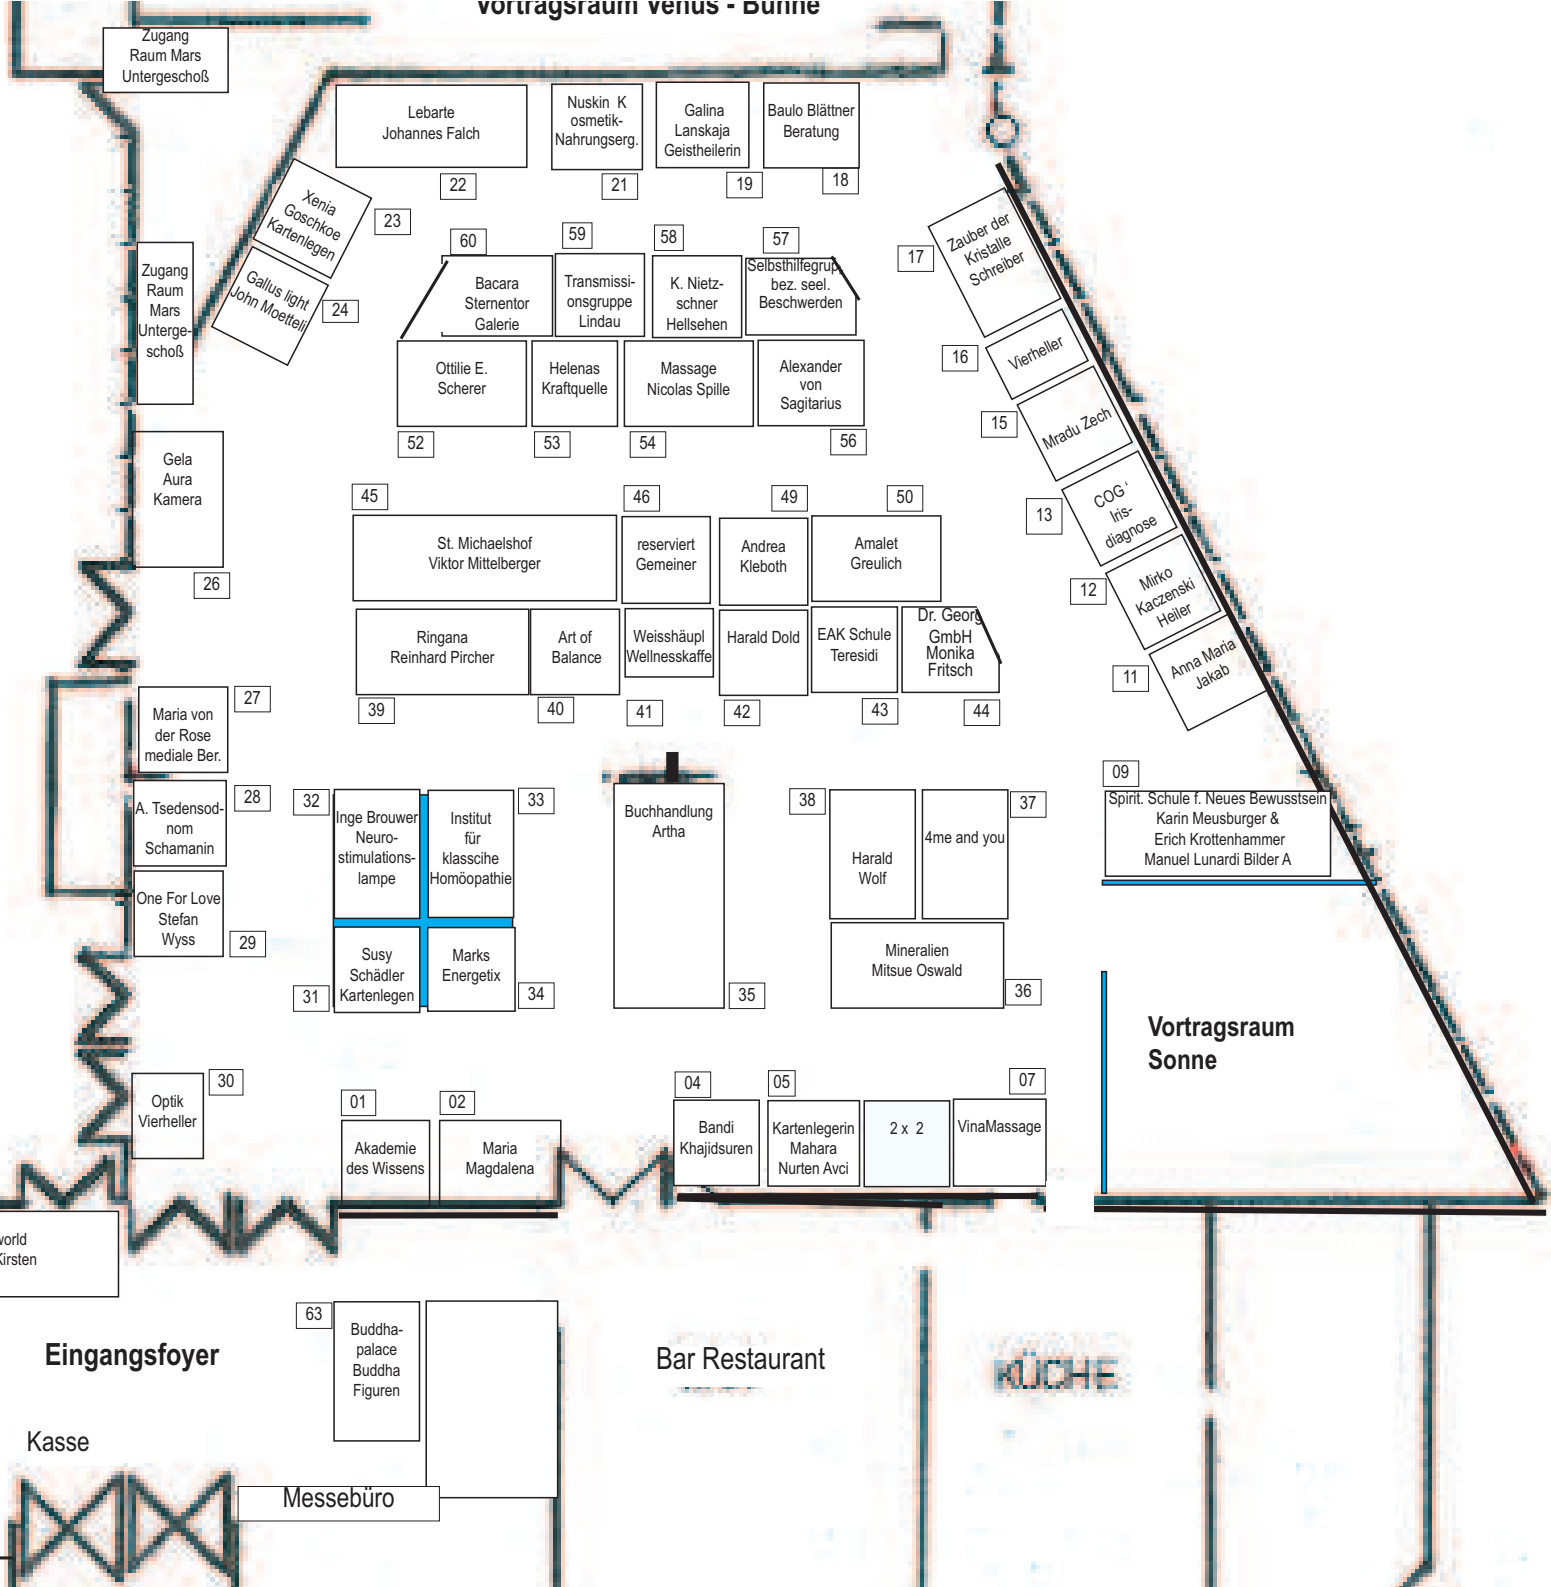 Vortragsraum Venus - Bühne
Zugang
Raum Mars
Untergeschoß
Lebarte
Johannes Falch
22
Nuskin K
osmetik-
Nahrungserg.
21
Galina
Lanskaja
Geistheilerin
19
Baulo Blättner
Beratung
18
Xenia
Goschkoe
Kartenlegen
23
Gallus light
John Moetteli
24
Zugang
Raum
Mars
Unterge-
schoß
60
Bacara
Sternentor
Galerie
59
Transmissi-
onsgruppe
Lindau
58
K. Nietz-
schner
Hellsehen
57
Selbsthilfegrup
bez. seel.
Beschwerden
17
Zauber der
Kristalle
Schreiber
16
Vierheller
15
Mradu Zech
13
COG '
Iris-
diagnose
12
Mirko
Kaczenski
Heiler
11
Anna Maria
Jakab
Ottilie E.
Scherer
52
Helenas
Kraftquelle
53
Massage
Nicolas Spille
54
Alexander
von
Sagitarius
56
Gela
Aura
Kamera
26
45
St. Michaelshof
Viktor Mittelberger
46
reserviert
Gemeiner
49
Andrea
Kleboth
50
Amalet
Greulich
Ringana
Reinhard Pircher
39
Art of
Balance
40
Weisshäupl
Wellnesskaffe
41
Harald Dold
42
EAK Schule
Teresidi
43
Dr. Georg
GmbH
Monika
Fritsch
44
27
Maria von
der Rose
mediale Ber.
28
A. Tsedensod-
nom
Schamanin
One For Love
Stefan
Wyss
29
32
Inge Brouwer
Neuro-
stimulations-
lampe
33
Institut
für
klasscihe
Homöopathie
31
Susy
Schädler
Kartenlegen
Marks
Energetix
34
Buchhandlung
Artha
35
38
Harald
Wolf
37
4me and you
Mineralien
Mitsue Oswald
36
09
Spirit. Schule f. Neues Bewusstsein
Karin Meusburger &
Erich Krottenhammer
Manuel Lunardi Bilder A
Vortragsraum
Sonne
30
Optik
Vierheller
01
Akademie
des Wissens
02
Maria
Magdalena
04
Bandi
Khajidsuren
05
Kartenlegerin
Mahara
Nurten Avci
2 x 2
07
VinaMassage
world
Kirsten
63
Buddha-
palace
Buddha
Figuren
Eingangsfoyer
Bar Restaurant
KÜCHE
Kasse
Messebüro